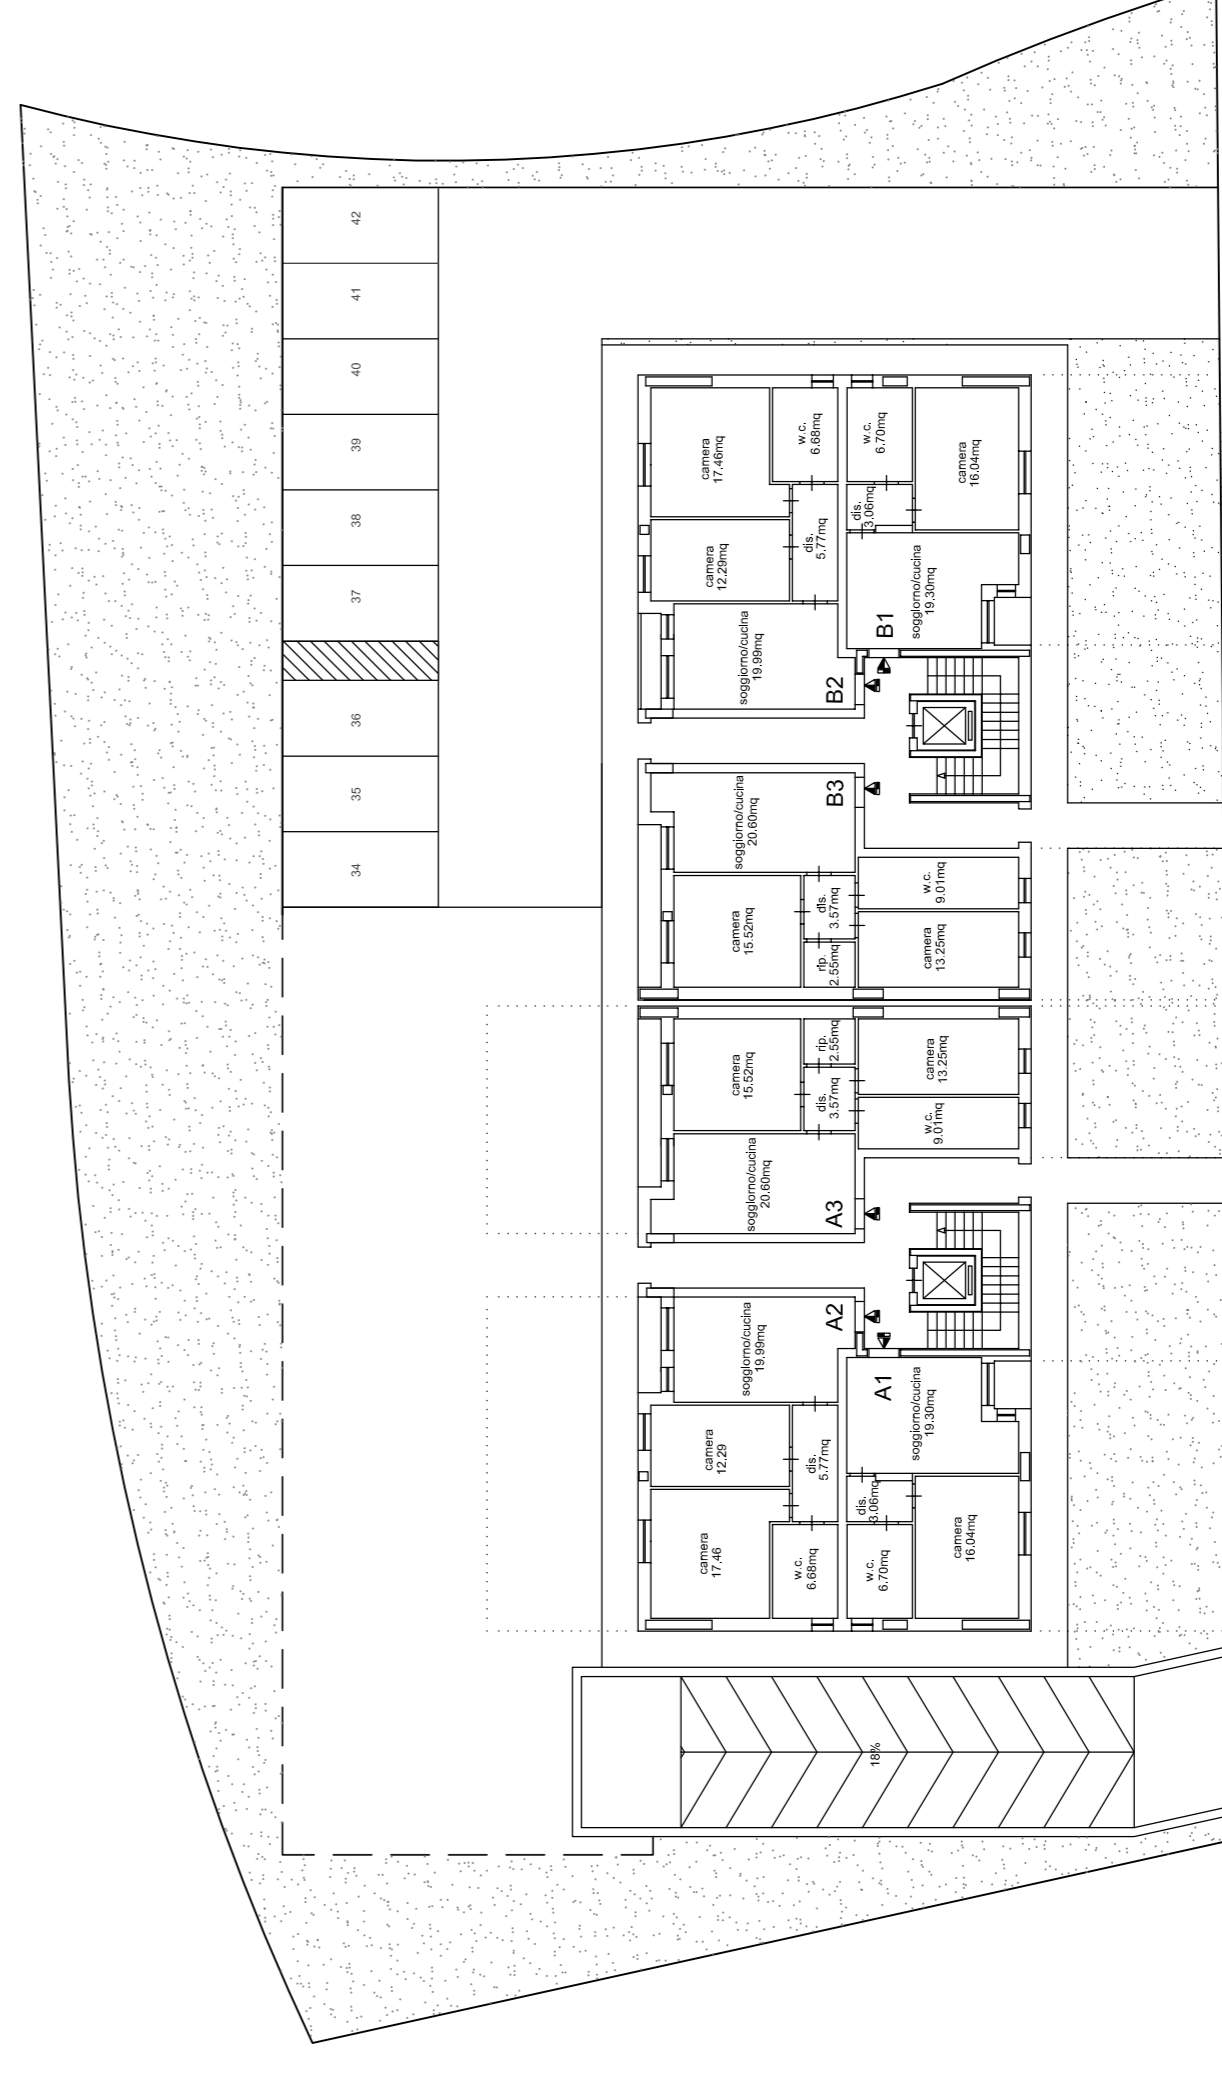 42
41
40
39
38
37
36
35
34
camera
17.46mq
w.c.
6.68mq
w.c.
6.70mq
camera
16.04mq
camera
12.29mq
dis.
5.77mq
dis.
3.06mq
soggiorno/cucina
19.99mq
soggiorno/cucina
19.30mq
B2
B1
soggiorno/cucina
20.60mq
B3
camera
15.52mq
dis.
3.57mq
rip.
2.55mq
w.c.
9.01mq
camera
13.25mq
camera
15.52mq
rip.
2.55mq
dis.
3.57mq
camera
13.25mq
w.c.
9.01mq
soggiorno/cucina
20.60mq
A3
soggiorno/cucina
19.99mq
A2
A1
soggiorno/cucina
19.30mq
camera
12.29
dis.
5.77mq
dis.
3.06mq
camera
17.46
w.c.
6.68mq
w.c.
6.70mq
camera
16.04mq
18%